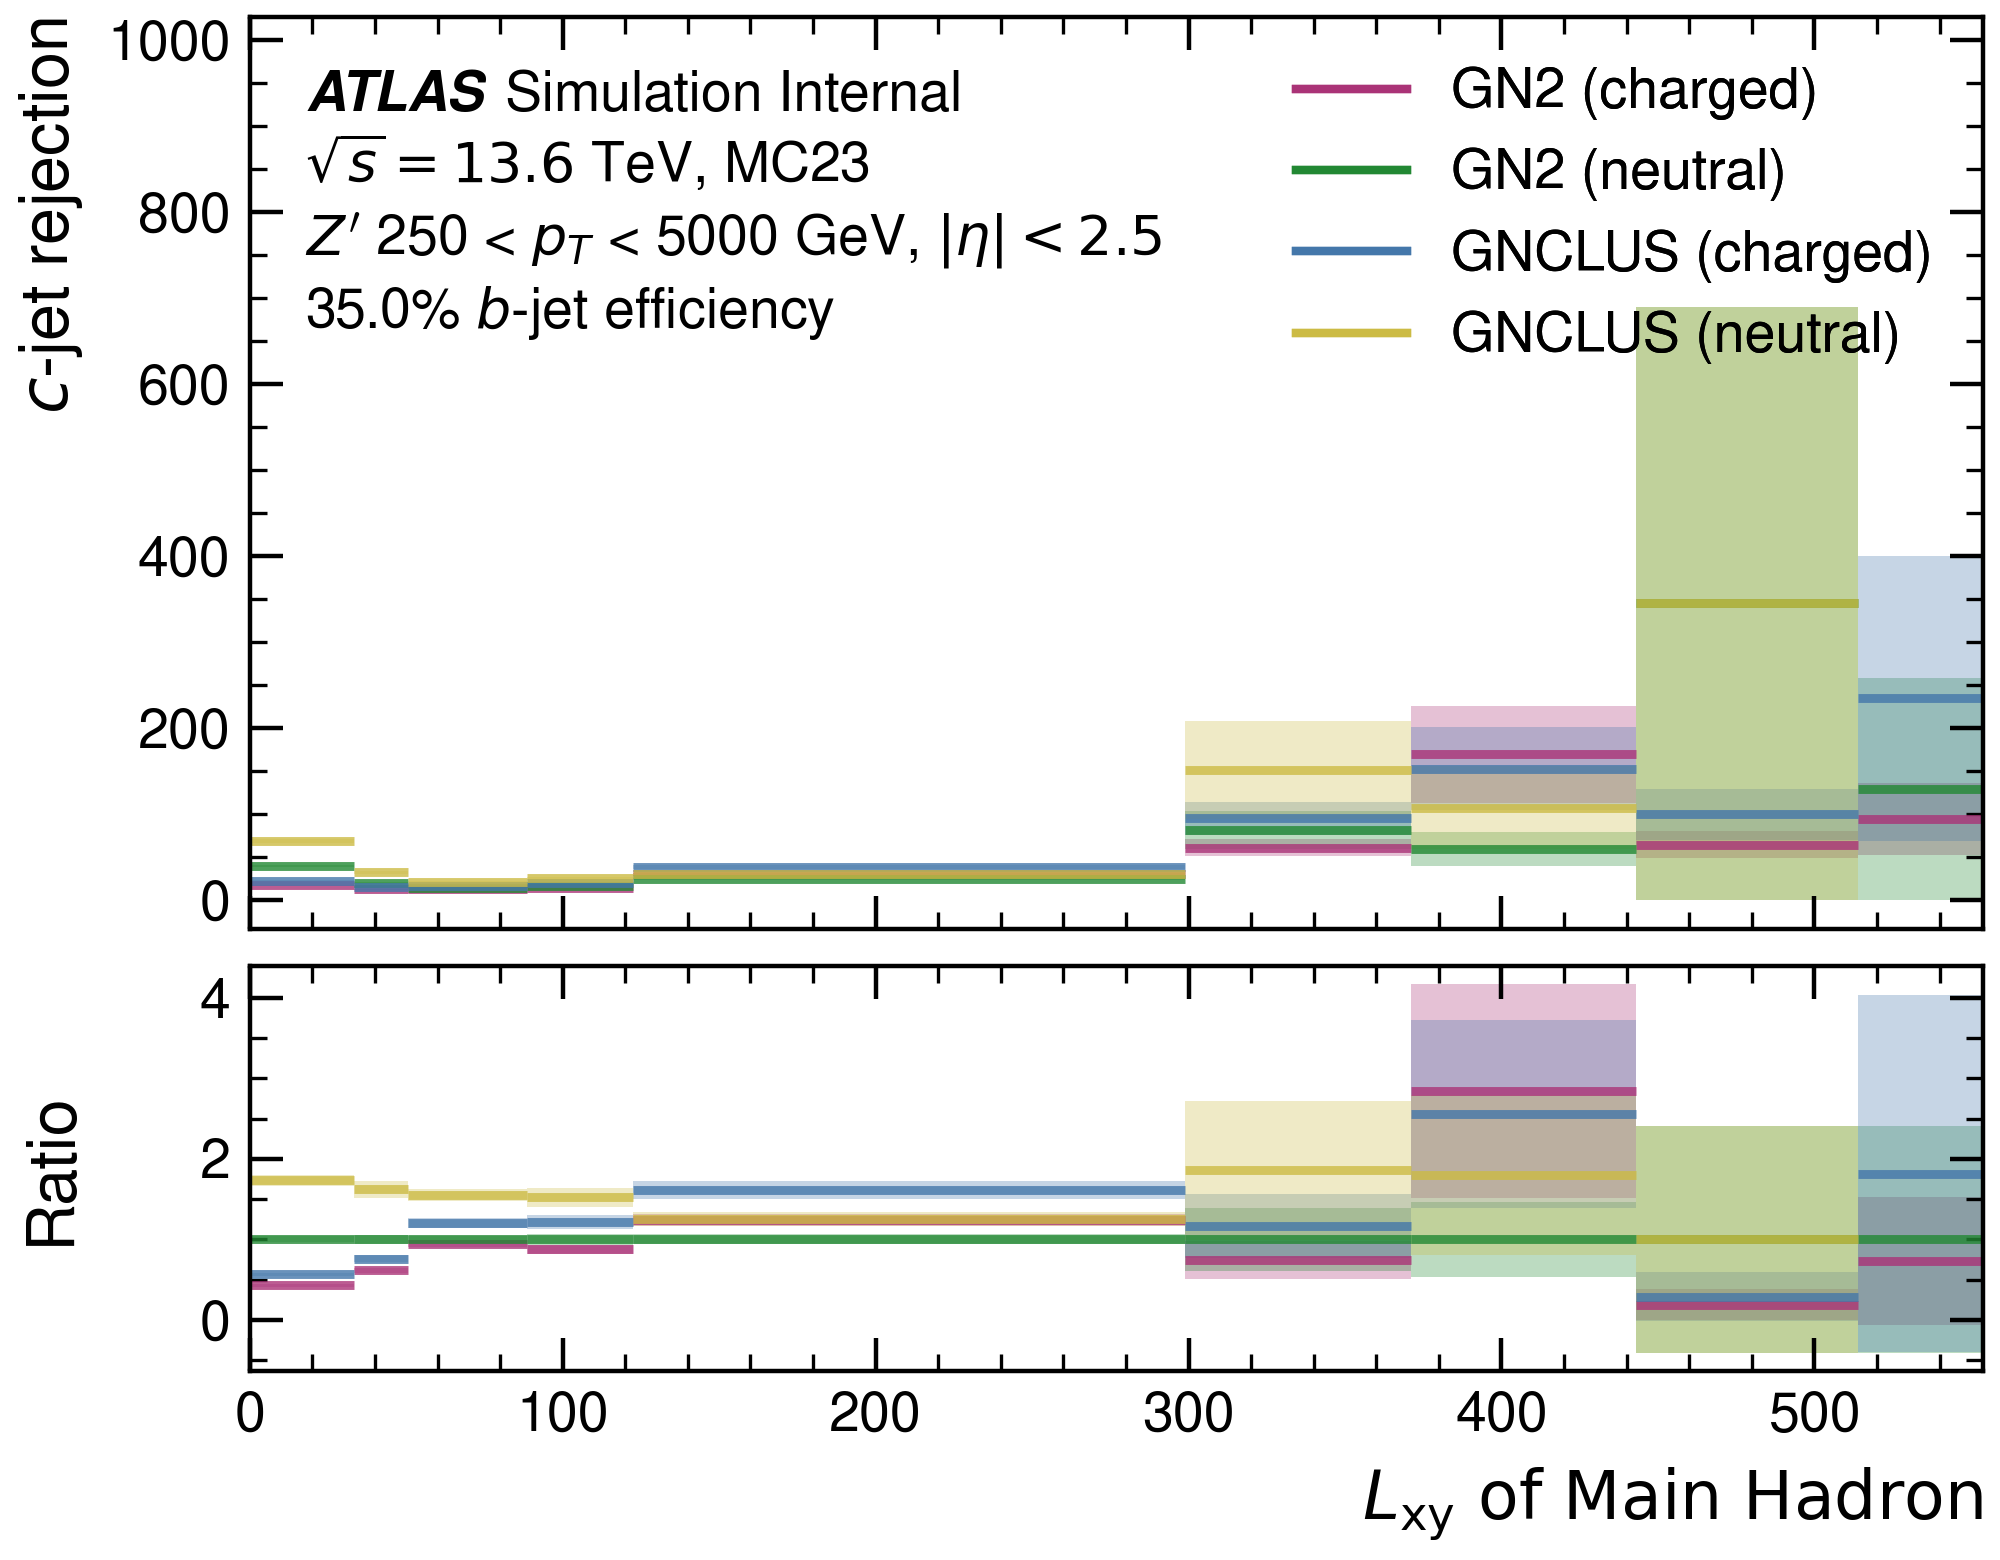 c-jet rejection
1000
800
600
400
200
0
ATLAS Simulation Internal
√s = 13.6 TeV, MC23
Z′ 250 < p_T < 5000 GeV, |η| < 2.5
35.0% b-jet efficiency
GN2 (charged)
GN2 (neutral)
GNCLUS (charged)
GNCLUS (neutral)
Ratio
4
2
0
0 100 200 300 400 500
L_xy of Main Hadron